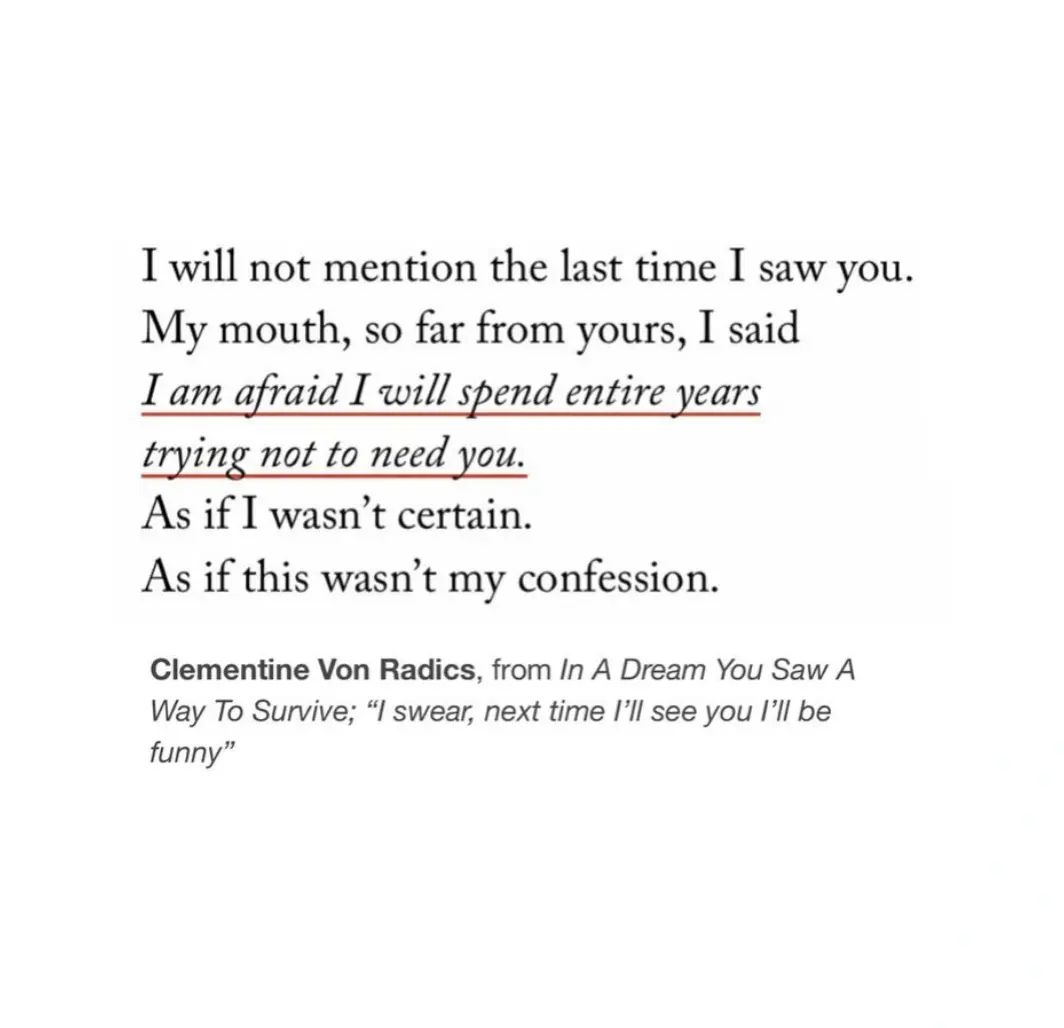 I will not mention the last time I saw you.
My mouth, so far from yours, I said
I am afraid I will spend entire years
trying not to need you.
As if I wasn’t certain.
As if this wasn’t my confession.
Clementine Von Radics, from In A Dream You Saw A
Way To Survive; “I swear, next time I’ll see you I’ll be
funny”